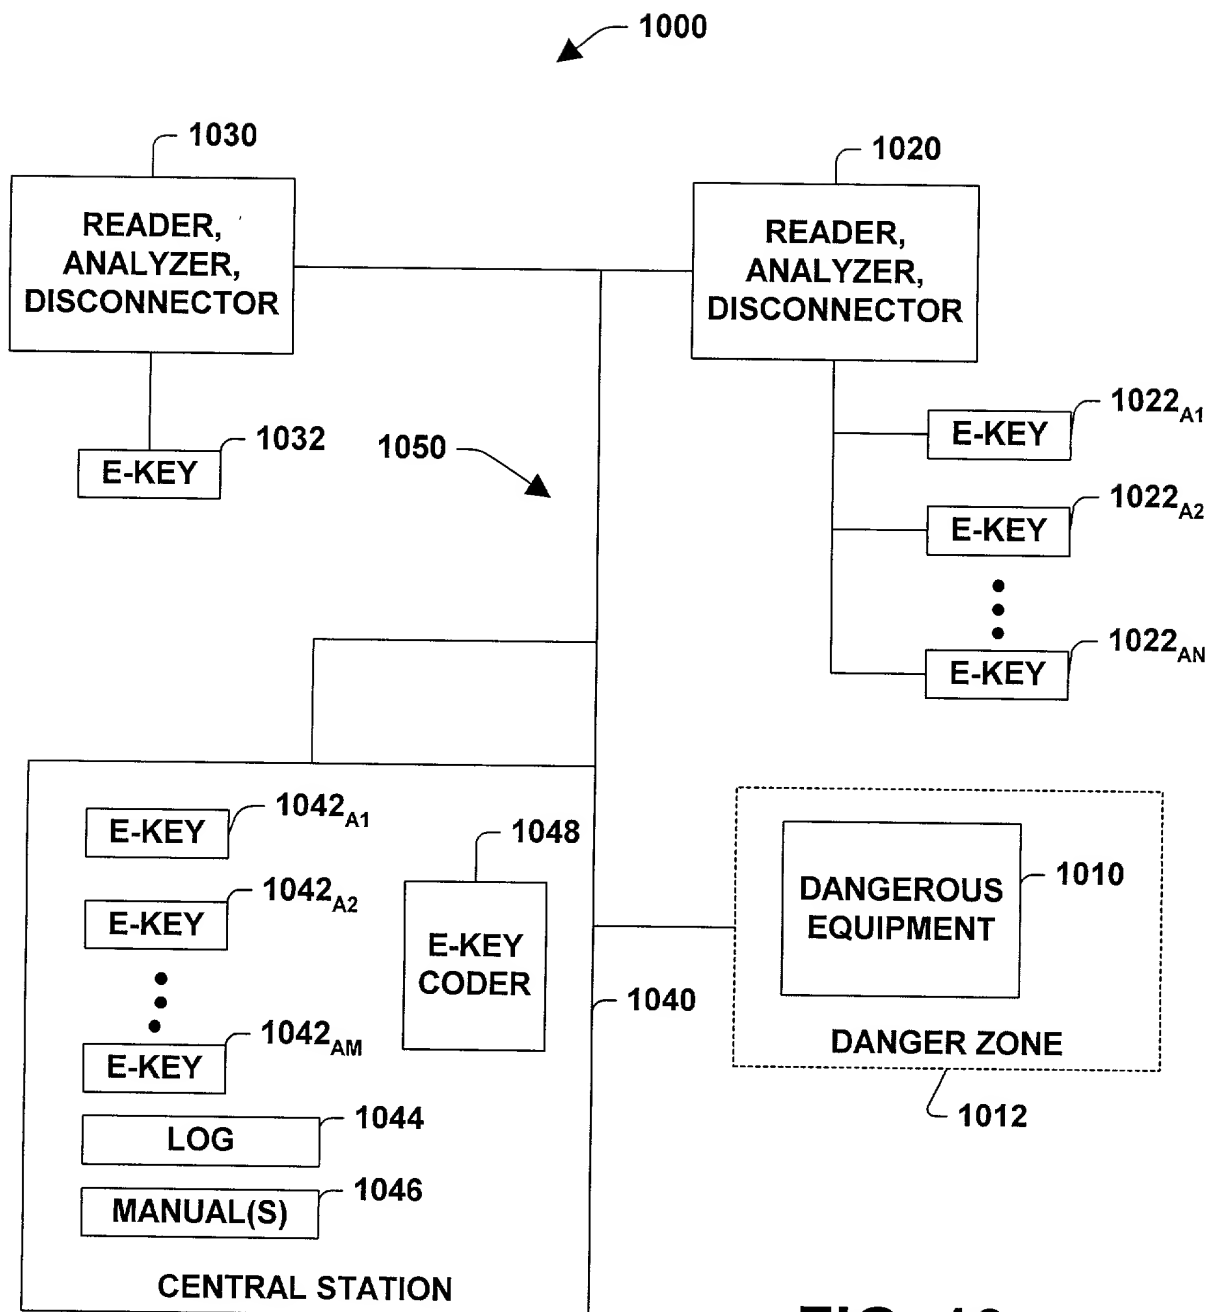 1000
1030
1020
READER,
ANALYZER,
DISCONNECTOR
READER,
ANALYZER,
DISCONNECTOR
1032
E-KEY
1050
1022A1
E-KEY
1022A2
E-KEY
1022AN
E-KEY
1042A1
E-KEY
1048
1042A2
E-KEY
E-KEY
CODER
1010
DANGEROUS
EQUIPMENT
1040
1042AM
E-KEY
DANGER ZONE
1012
1044
LOG
1046
MANUAL(S)
CENTRAL STATION